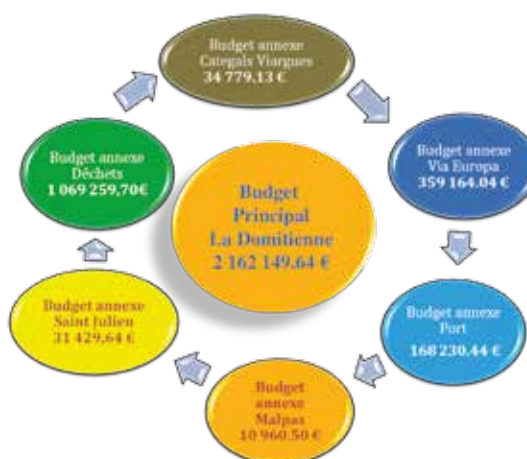 Budget annexe
Categals Viargues
34 779,13 €
Budget annexe
Via Europa
359 164.04 €
Budget annexe
Port
168 230.44 €
Budget
annexe
Malpas
10 960.50 €
Budget annexe
Saint Julien
31 429,64 €
Budget annexe
Déchets
1 069 259,70€
Budget
Principal
La Domitienne
2 162 149.64 €